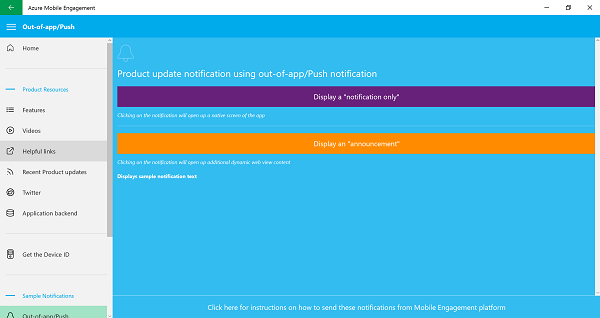 Azure Mobile Engagement
Out-of-app/Push
Home
Product Resources
Features
Videos
Helpful links
Recent Product updates
Twitter
Application backend
Get the Device ID
Sample Notifications
Out-of-app/Push
Product update notification using out-of-app/Push notification
Display a "notification only"
Clicking on the notification will open up a native screen of the app
Display an "announcement"
Clicking on the notification will open up additional dynamic web view content
Displays sample notification text
Click here for instructions on how to send these notifications from Mobile Engagement platform